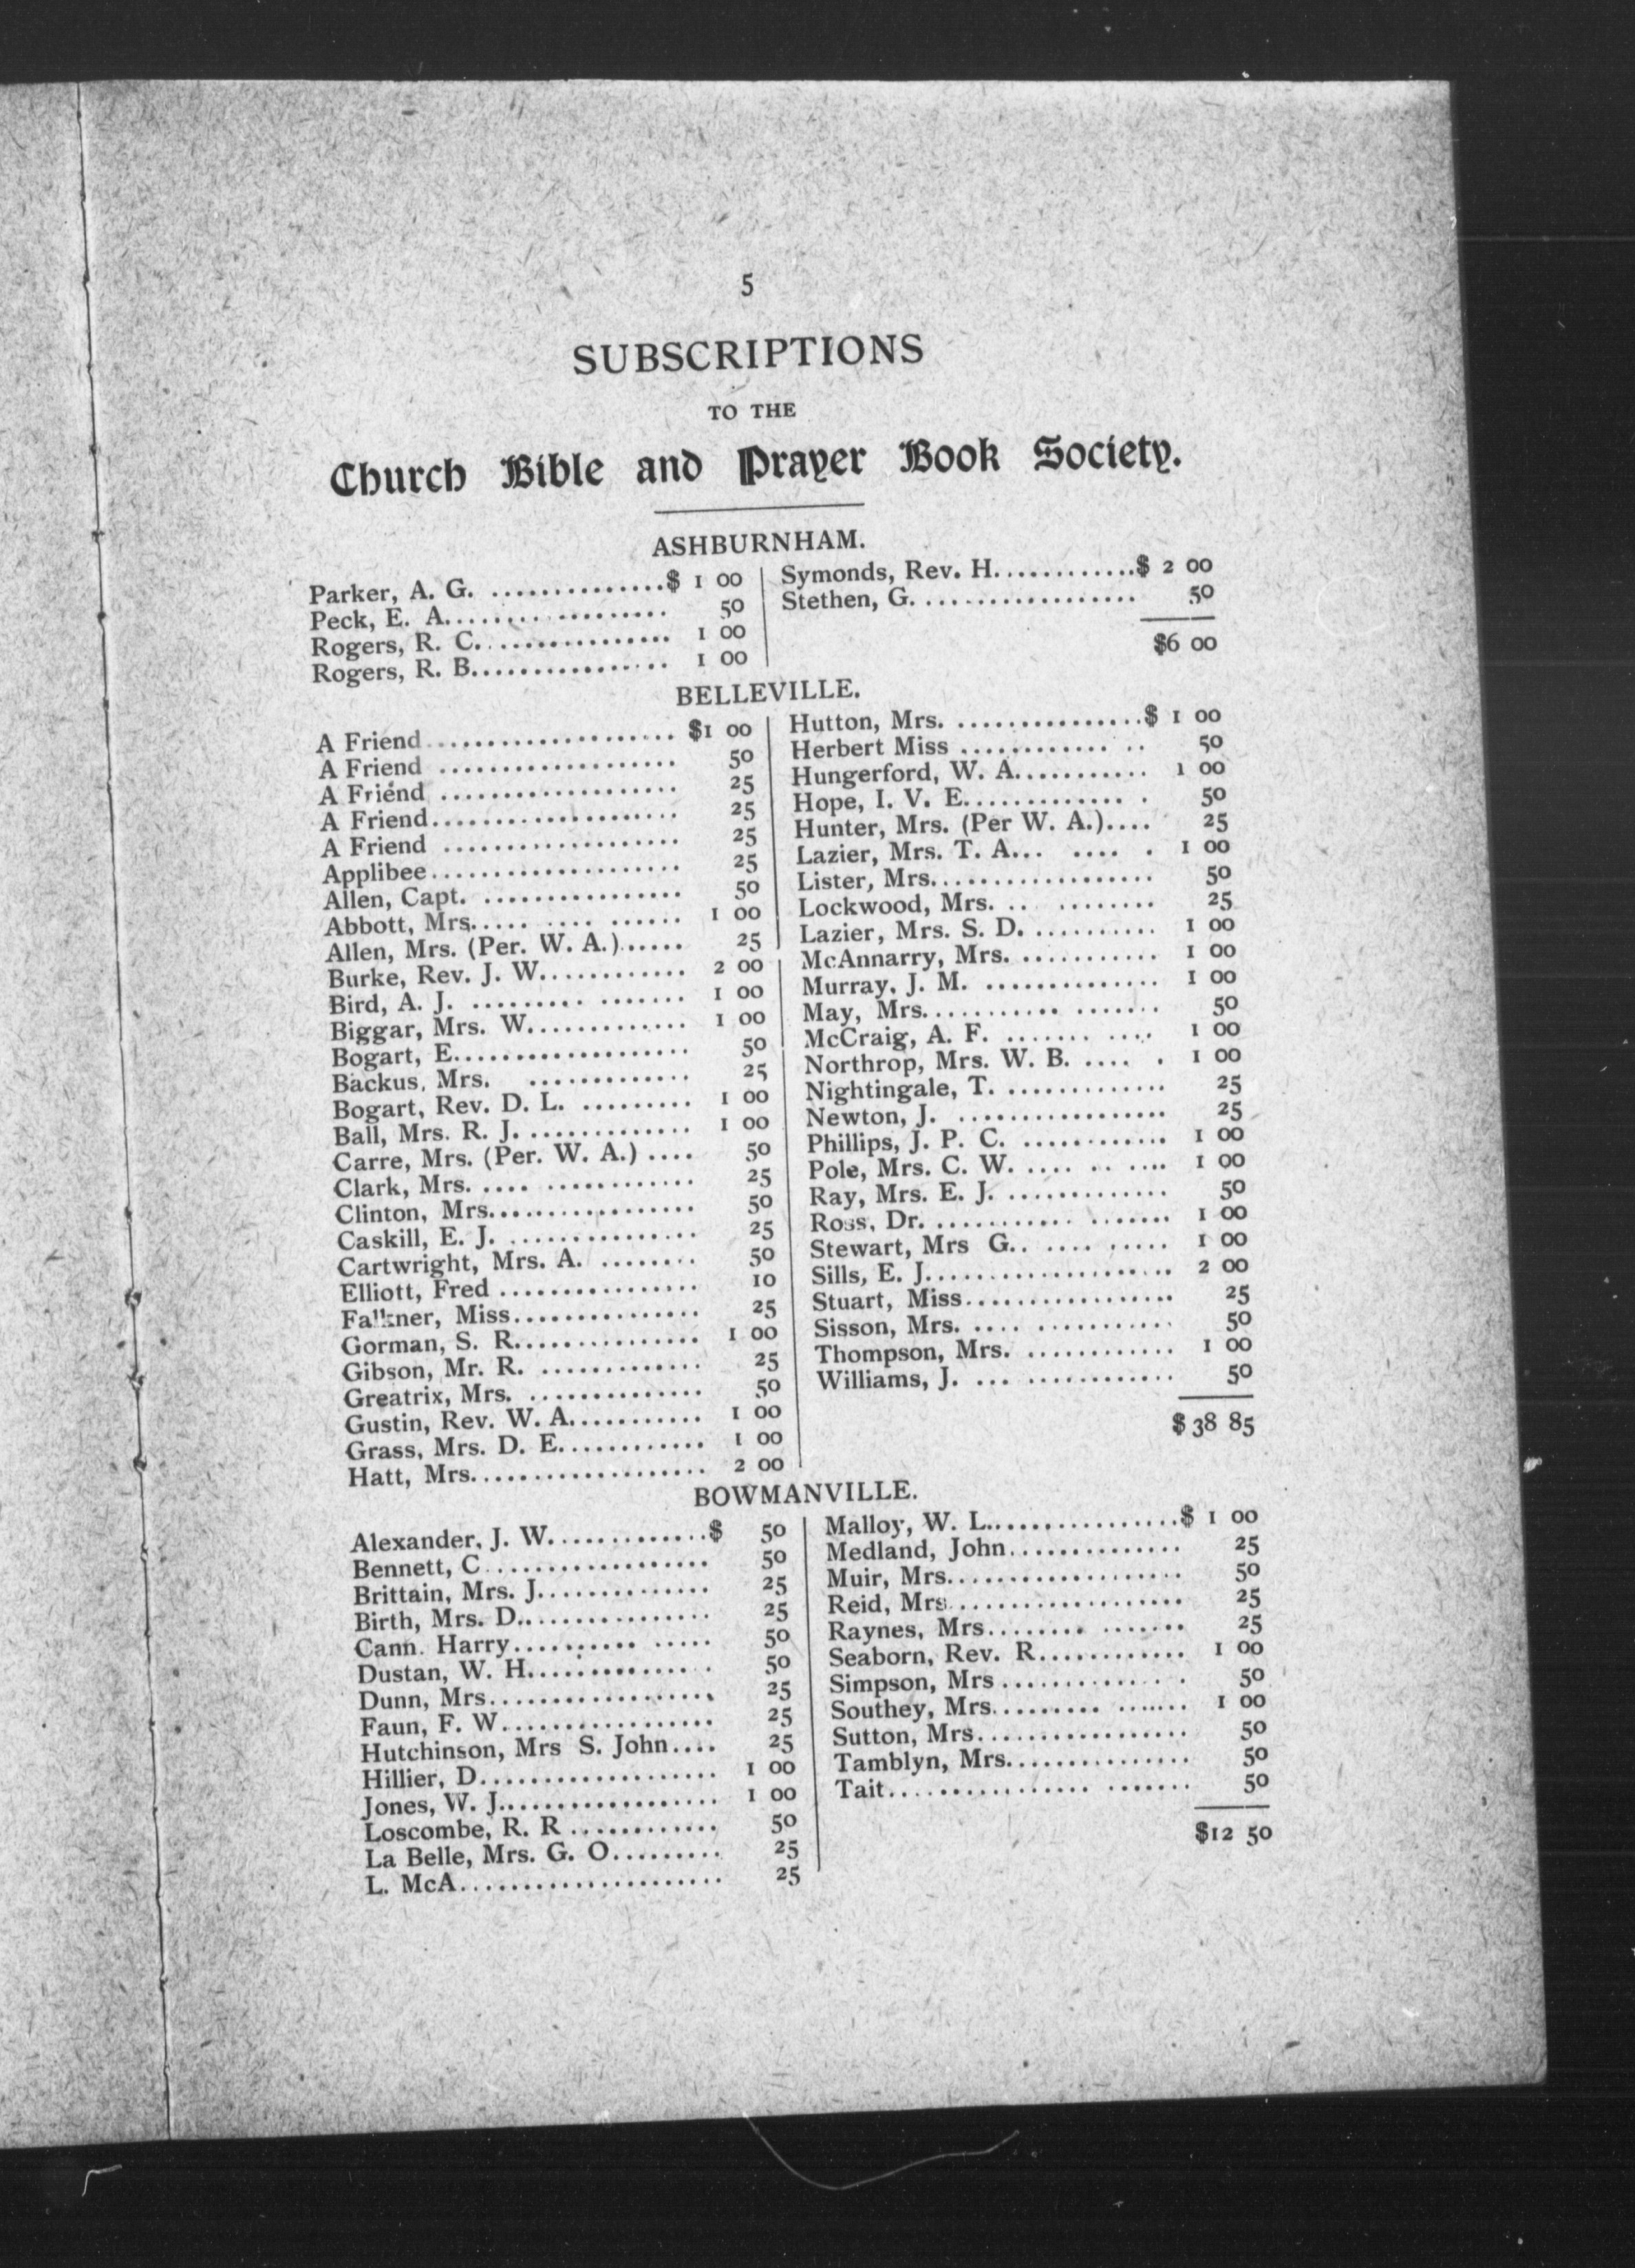 5
SUBSCRIPTIONS
TO THE
Church Bible and Prayer Book Society.
ASHBURNHAM.
Parker, A. G. ..............$ 1 00
Peck, E. A.................. 50
Rogers, R. C................ 1 00
Rogers, R. B................ 1 00
Symonds, Rev. H............$ 2 00
Stethen, G. ................. 50
$6 00
BELLEVILLE.
A Friend.................... $1 00
A Friend ................... 50
A Friend ................... 25
A Friend.................... 25
A Friend ................... 25
Applibee.................... 25
Allen, Capt. ................ 50
Abbott, Mrs..... .... ...... 1 00
Allen, Mrs. (Per. W. A.)..... 25
Burke, Rev. J. W............ 2 00
Bird, A. J. ......... ....... 1 00
Biggar, Mrs. W............. 1 00
Bogart, E................... 50
Backus, Mrs. ............. 25
Bogart, Rev. D. L. ......... 1 00
Ball, Mrs. R. J. ............. 1 00
Carre, Mrs. (Per. W. A.) .... 50
Clark, Mrs. .... ............ 25
Clinton, Mrs................. 50
Caskill, E. J. ............... 25
Cartwright, Mrs. A. ........ 50
Elliott, Fred ................ 10
Falkner, Miss............... 25
Gorman, S. R............... 1 00
Gibson, Mr. R. ............. 25
Greatrix, Mrs. .............. 50
Gustin, Rev. W. A........... 1 00
Grass, Mrs. D. E............ 1 00
Hatt, Mrs................... 2 00
Hutton, Mrs. ...............$ 1 00
Herbert Miss ............ .. 50
Hungerford, W. A........... 1 00
Hope, I. V. E............. . 50
Hunter, Mrs. (Per W. A.).... 25
Lazier, Mrs. T. A... .... . 1 00
Lister, Mrs.................. 50
Lockwood, Mrs. .. ........ 25
Lazier, Mrs. S. D. .......... 1 00
McAnnarry, Mrs. ........... 1 00
Murray, J. M. .............. 1 00
May, Mrs........... ....... 50
McCraig, A. F. ....... .... 1 00
Northrop, Mrs. W. B. .... . 1 00
Nightingale, T. ............. 25
Newton, J. ................. 25
Phillips, J. P. C. ............ 1 00
Pole, Mrs. C. W. .... .. .... 1 00
Ray, Mrs. E. J. ............. 50
Ross, Dr. ........... ....... 1 00
Stewart, Mrs G.. .... ..... 1 00
Sills, E. J.................... 2 00
Stuart, Miss................. 25
Sisson, Mrs. .... ........... 50
Thompson, Mrs. ............ 1 00
Williams, J. ... ............ 50
$ 38 85
BOWMANVILLE.
Alexander, J. W.............$ 50
Bennett, C.................. 50
Brittain, Mrs. J.............. 25
Birth, Mrs. D................ 25
Cann. Harry.......... ..... 50
Dustan, W. H............... 50
Dunn, Mrs.................. 25
Faun, F. W................. 25
Hutchinson, Mrs S. John.... 25
Hillier, D................... 1 00
Jones, W. J.................. 1 00
Loscombe, R. R ............ 50
La Belle, Mrs. G. O......... 25
L. McA..................... 25
Malloy, W. L................$ 1 00
Medland, John.............. 25
Muir, Mrs................... 50
Reid, Mrs................... 25
Raynes, Mrs........ ....... 25
Seaborn, Rev. R............ 1 00
Simpson, Mrs .............. . 50
Southey, Mrs......... ...... 1 00
Sutton, Mrs................. 50
Tamblyn, Mrs............... 50
Tait................ ....... 50
$12 50